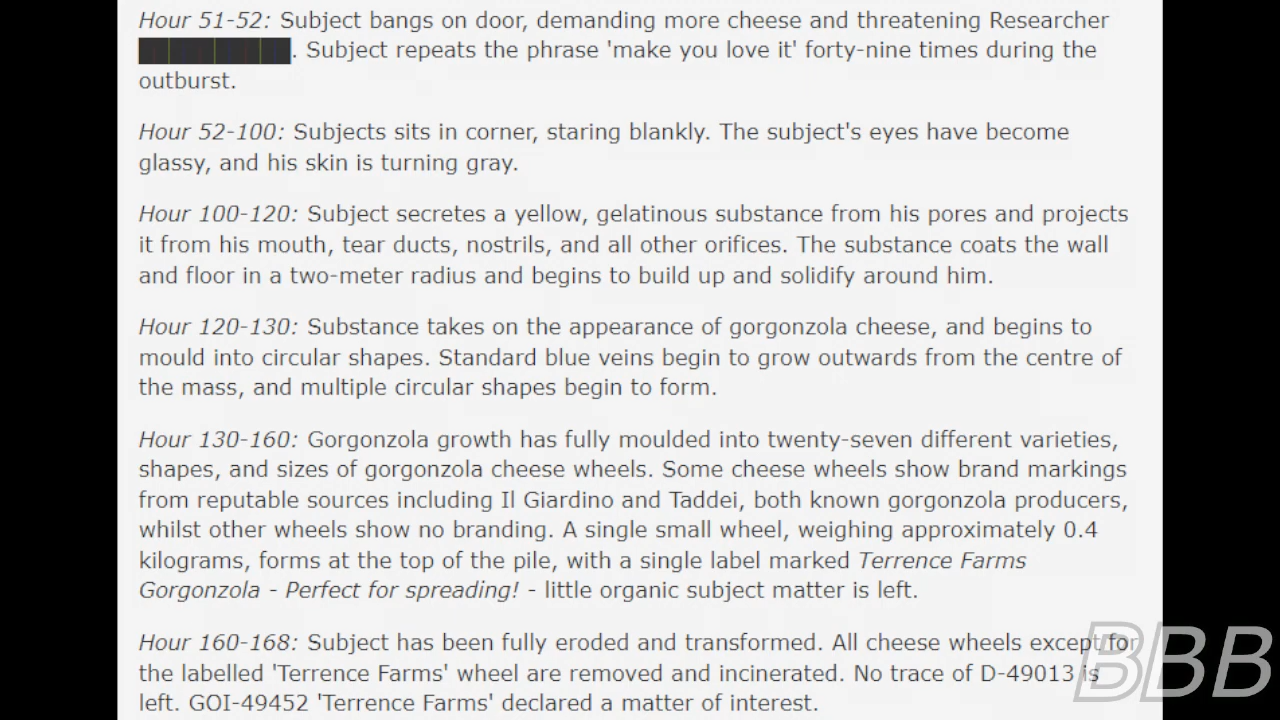 Hour 51-52: Subject bangs on door, demanding more cheese and threatening Researcher
. Subject repeats the phrase 'make you love it' forty-nine times during the
outburst.
Hour 52-100: Subjects sits in corner, staring blankly. The subject's eyes have become
glassy, and his skin is turning gray.
Hour 100-120: Subject secretes a yellow, gelatinous substance from his pores and projects
it from his mouth, tear ducts, nostrils, and all other orifices. The substance coats the wall
and floor in a two-meter radius and begins to build up and solidify around him.
Hour 120-130: Substance takes on the appearance of gorgonzola cheese, and begins to
mould into circular shapes. Standard blue veins begin to grow outwards from the centre of
the mass, and multiple circular shapes begin to form.
Hour 130-160: Gorgonzola growth has fully moulded into twenty-seven different varieties,
shapes, and sizes of gorgonzola cheese wheels. Some cheese wheels show brand markings
from reputable sources including Il Giardino and Taddei, both known gorgonzola producers,
whilst other wheels show no branding. A single small wheel, weighing approximately 0.4
kilograms, forms at the top of the pile, with a single label marked Terrence Farms
Gorgonzola - Perfect for spreading! - little organic subject matter is left.
Hour 160-168: Subject has been fully eroded and transformed. All cheese wheels except for
the labelled 'Terrence Farms' wheel are removed and incinerated. No trace of D-49013 is
left. GOI-49452 'Terrence Farms' declared a matter of interest.
BBB